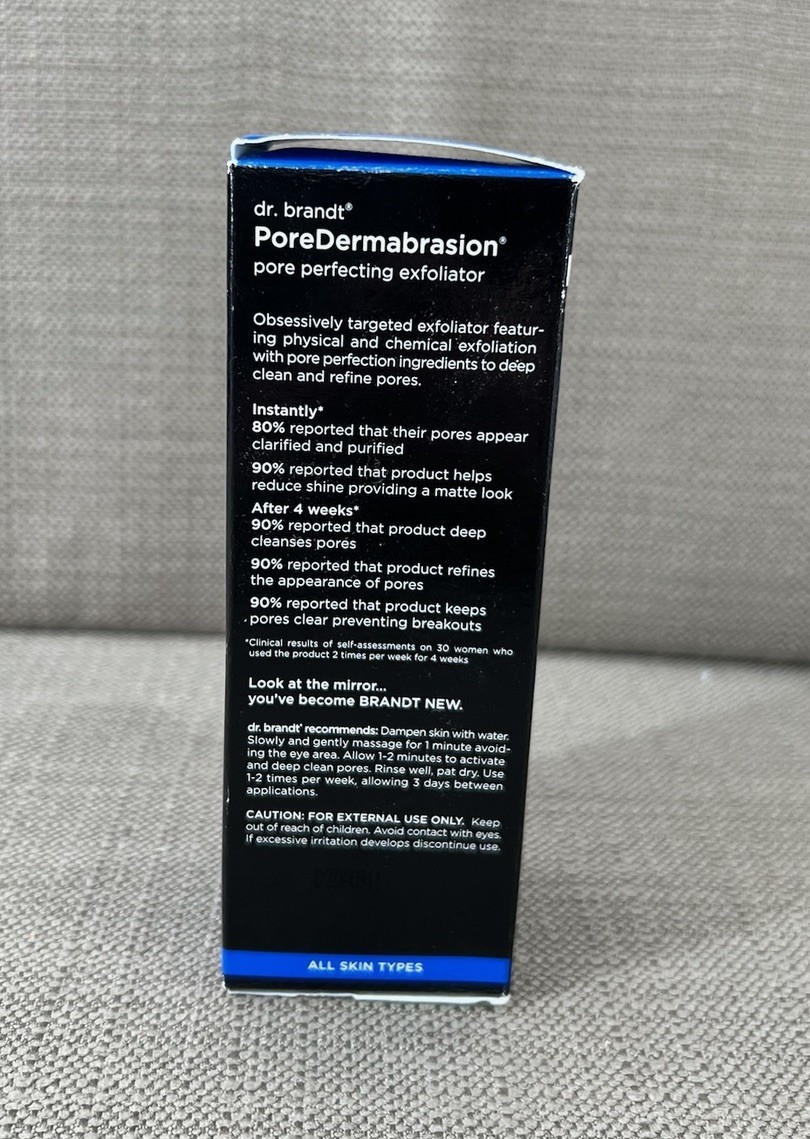 dr. brandt®
PoreDermabrasion®
pore perfecting exfoliator
Obsessively targeted exfoliator featur-
ing physical and chemical exfoliation
with pore perfection ingredients to deep
clean and refine pores.
Instantly*
80% reported that their pores appear
clarified and purified
90% reported that product helps
reduce shine providing a matte look
After 4 weeks*
90% reported that product deep
cleanses pores
90% reported that product refines
the appearance of pores
90% reported that product keeps
pores clear preventing breakouts
*Clinical results of self-assessments on 30 women who
used the product 2 times per week for 4 weeks
Look at the mirror...
you've become BRANDT NEW.
dr. brandt® recommends: Dampen skin with water.
Slowly and gently massage for 1 minute avoid-
ing the eye area. Allow 1-2 minutes to activate
and deep clean pores. Rinse well, pat dry. Use
1-2 times per week, allowing 3 days between
applications.
CAUTION: FOR EXTERNAL USE ONLY. Keep
out of reach of children. Avoid contact with eyes.
If excessive irritation develops discontinue use.
ALL SKIN TYPES